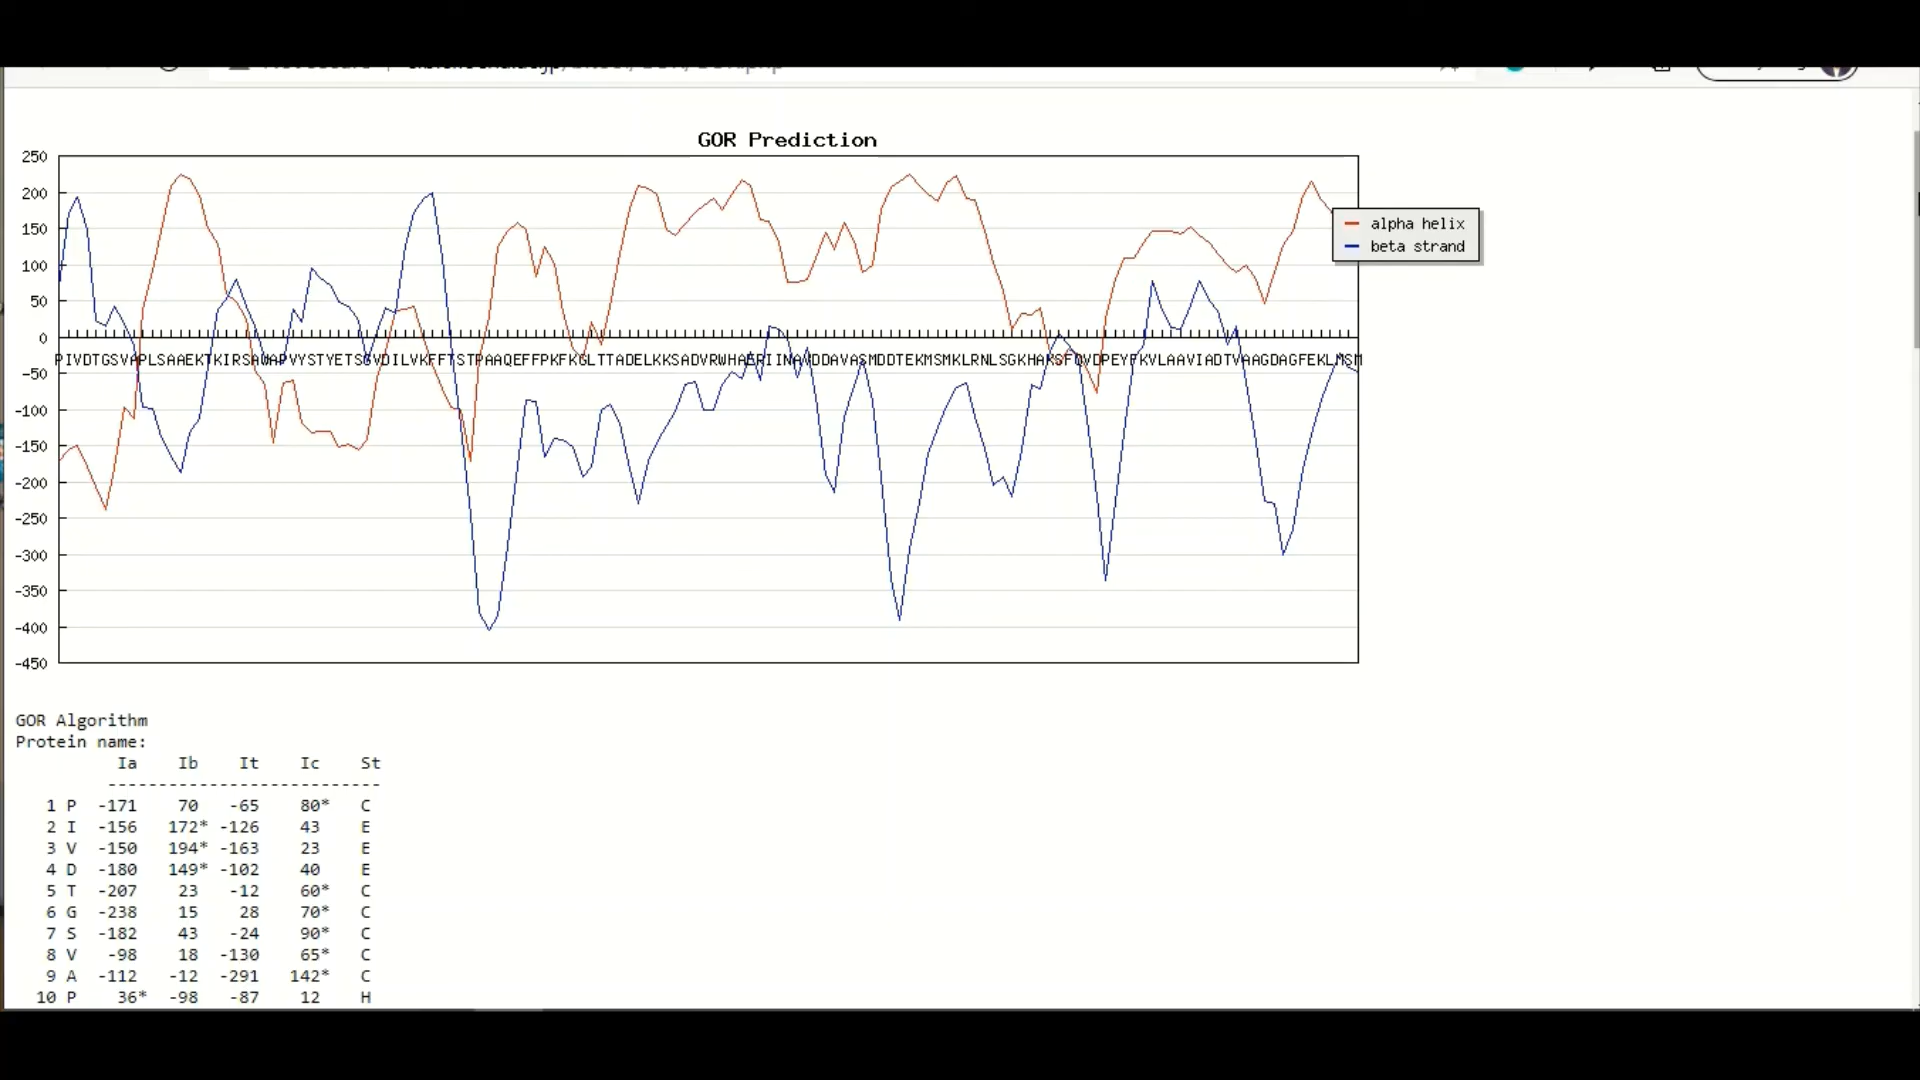 GOR Prediction
250
200
150
100
50
0
-50
-100
-150
-200
-250
-300
-350
-400
-450
alpha helix
beta strand
GOR Algorithm
Protein name:
Ia Ib It Ic St
---------------------------
1 P -171 70 -65 80* C
2 I -156 172* -126 43 E
3 V -150 194* -163 23 E
4 D -180 149* -102 40 E
5 T -207 23 -12 60* C
6 G -238 15 28 70* C
7 S -182 43 -24 90* C
8 V -98 18 -130 65* C
9 A -112 -12 -291 142* C
10 P 36* -98 -87 12 H